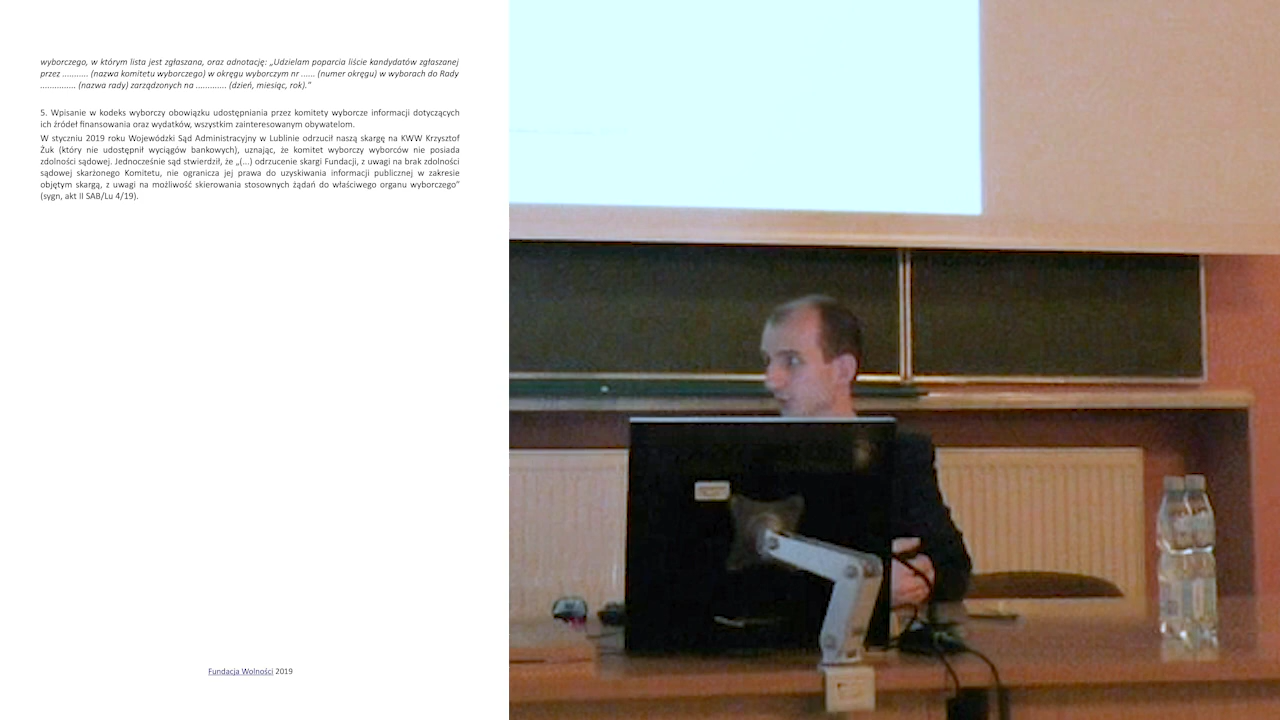 wyborczego, w którym lista jest zgłaszana, oraz adnotację: „Udzielam poparcia liście kandydatów zgłaszanej
przez ........... (nazwa komitetu wyborczego) w okręgu wyborczym nr ...... (numer okręgu) w wyborach do Rady
............... (nazwa rady) zarządzonych na ............. (dzień, miesiąc, rok).”
5. Wpisanie w kodeks wyborczy obowiązku udostępniania przez komitety wyborcze informacji dotyczących
ich źródeł finansowania oraz wydatków, wszystkim zainteresowanym obywatelom.
W styczniu 2019 roku Wojewódzki Sąd Administracyjny w Lublinie odrzucił naszą skargę na KWW Krzysztof
Żuk (który nie udostępnił wyciągów bankowych), uznając, że komitet wyborczy wyborców nie posiada
zdolności sądowej. Jednocześnie sąd stwierdził, że „(...) odrzucenie skargi Fundacji, z uwagi na brak zdolności
sądowej skarżonego Komitetu, nie ogranicza jej prawa do uzyskiwania informacji publicznej w zakresie
objętym skargą, z uwagi na możliwość skierowania stosownych żądań do właściwego organu wyborczego”
(sygn, akt II SAB/Lu 4/19).
Fundacja Wolności 2019